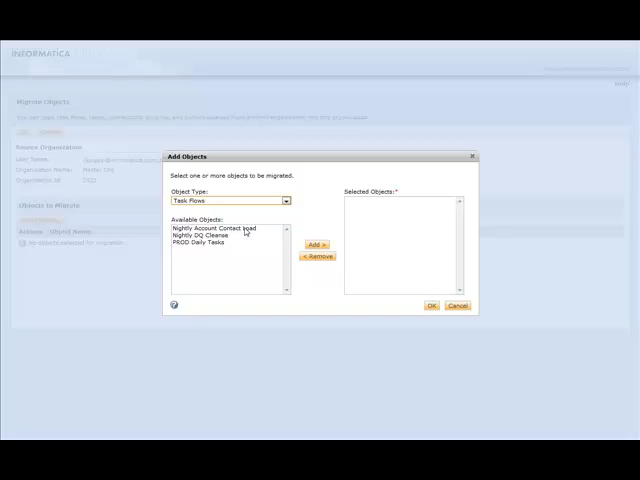 INFORMATICA
Migrate Objects
Source Organization
User Name:
Organization Name: Master Org
Organization Id:
Objects to Migrate
Actions Object Name
No objects selected for migration.
Add Objects
Select one or more objects to be migrated.
Object Type:
Task Flows
Available Objects:
Nightly Account Contact Load
Nightly DQ Cleanse
PROD Daily Tasks
Add >
< Remove
Selected Objects:*
OK
Cancel